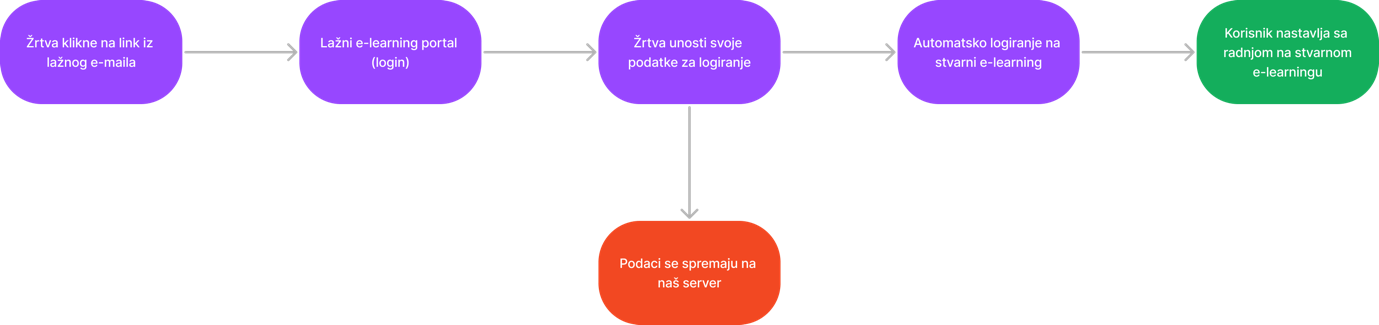 Žrtva klikne na link iz
lažnog e-maila
Lažni e-learning portal
(login)
Žrtva unosti svoje
podatke za logiranje
Automatsko logiranje na
stvarni e-learning
Korisnik nastavlja sa
radnjom na stvarnom
e-learningu
Podaci se spremaju na
naš server